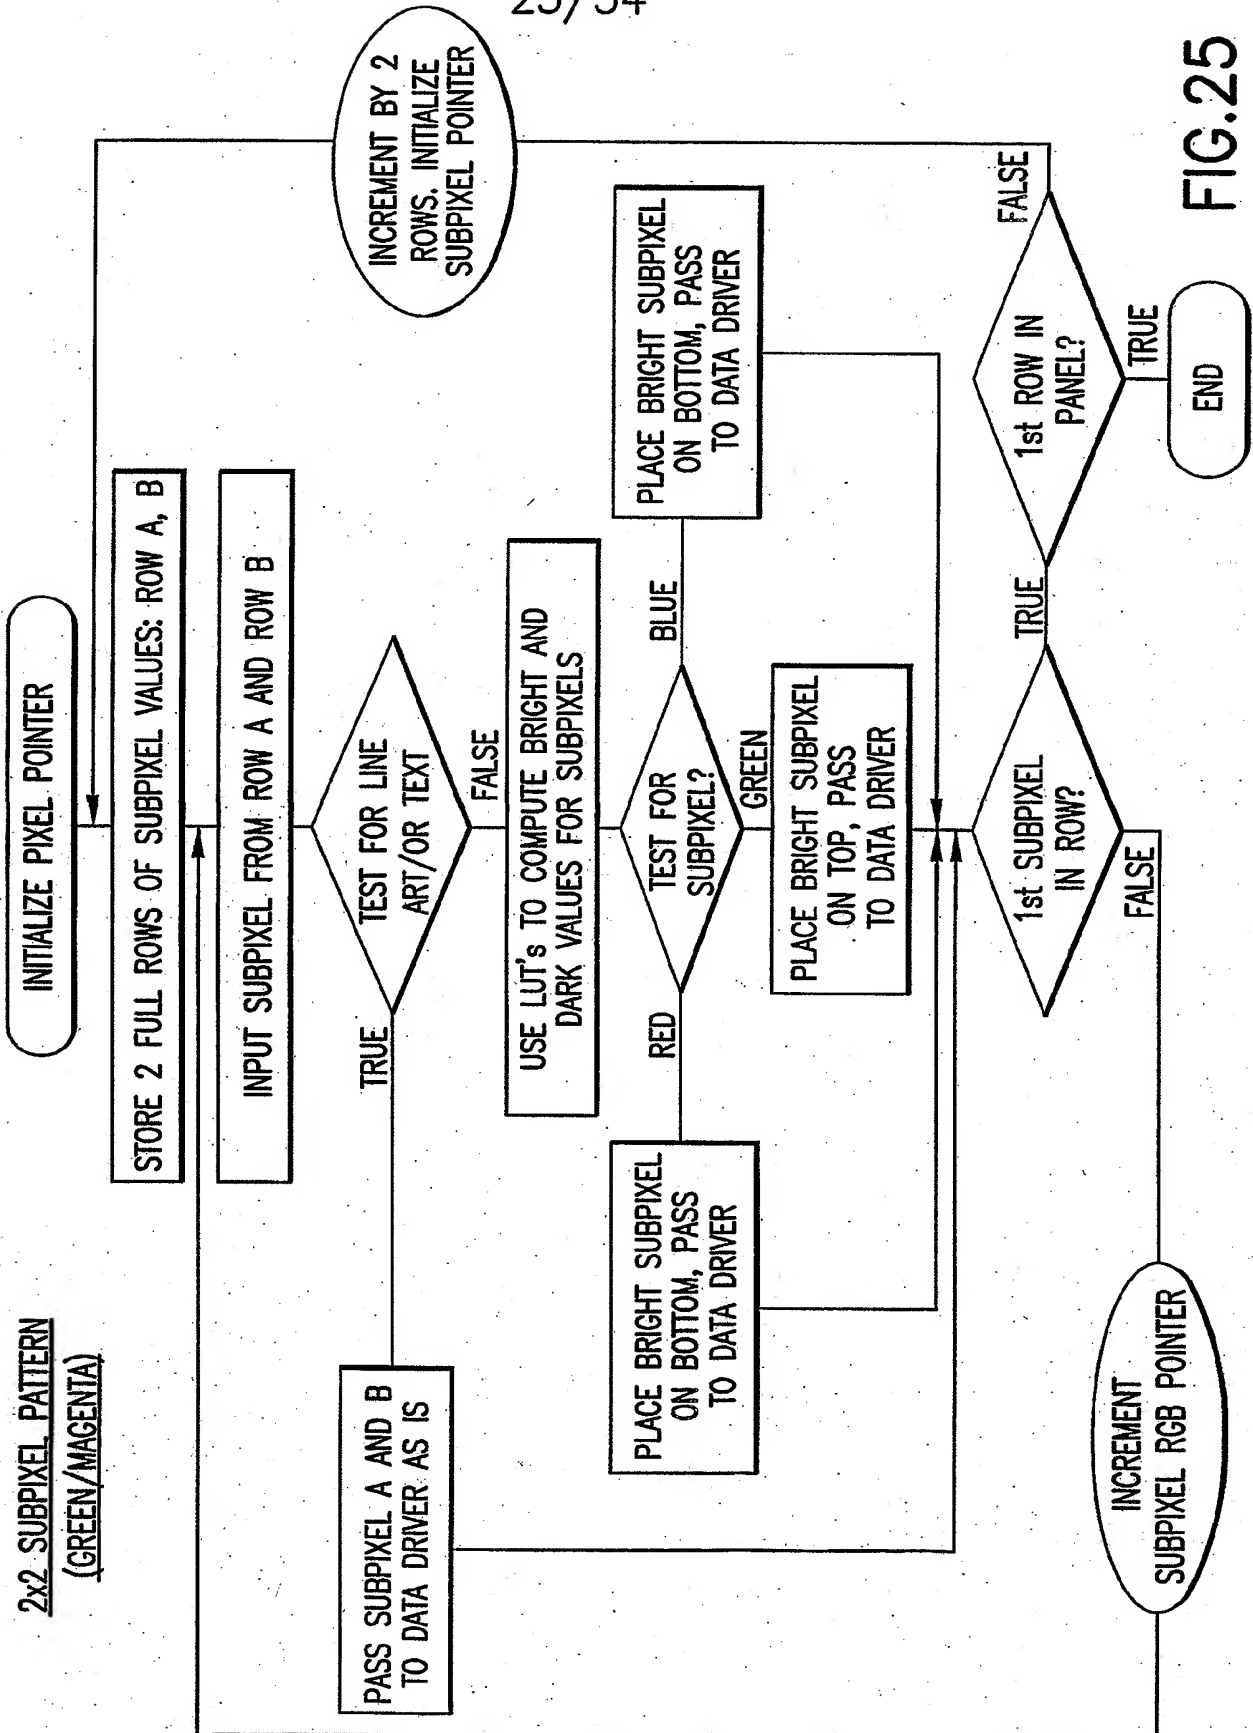 25/34
2x2 SUBPIXEL PATTERN
(GREEN/MAGENTA)
INITIALIZE PIXEL POINTER
STORE 2 FULL ROWS OF SUBPIXEL VALUES: ROW A, B
INPUT SUBPIXEL FROM ROW A AND ROW B
TEST FOR LINE
ART/OR TEXT
TRUE
FALSE
PASS SUBPIXEL A AND B
TO DATA DRIVER AS IS
USE LUT's TO COMPUTE BRIGHT AND
DARK VALUES FOR SUBPIXELS
TEST FOR
SUBPIXEL?
RED
GREEN
BLUE
PLACE BRIGHT SUBPIXEL
ON BOTTOM, PASS
TO DATA DRIVER
PLACE BRIGHT SUBPIXEL
ON TOP, PASS
TO DATA DRIVER
PLACE BRIGHT SUBPIXEL
ON BOTTOM, PASS
TO DATA DRIVER
1st SUBPIXEL
IN ROW?
TRUE
FALSE
INCREMENT
SUBPIXEL RGB POINTER
1st ROW IN
PANEL?
FALSE
TRUE
INCREMENT BY 2
ROWS. INITIALIZE
SUBPIXEL POINTER
END
FIG.25